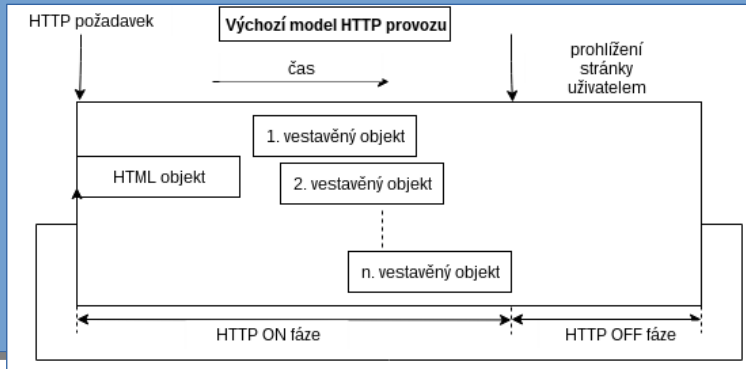 HTTP požadavek
Výchozí model HTTP provozu
čas
prohlížení
stránky
uživatelem
1. vestavěný objekt
HTML objekt
2. vestavěný objekt
n. vestavěný objekt
HTTP ON fáze
HTTP OFF fáze